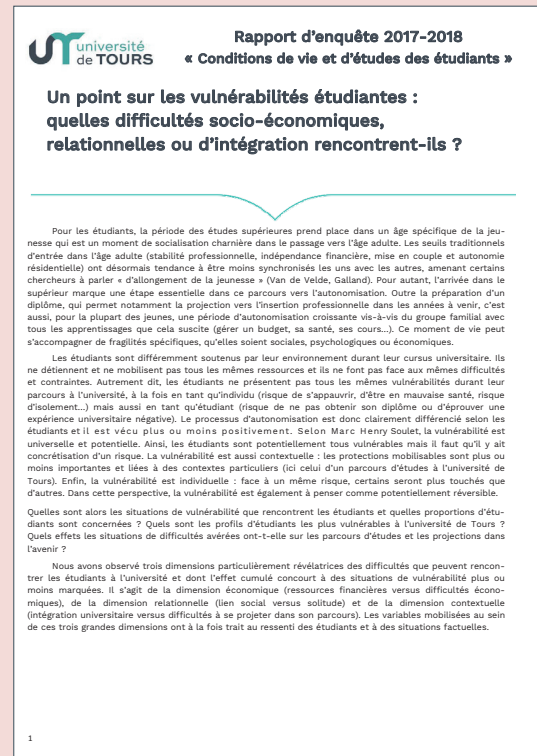 université
de TOURS
Rapport d’enquête 2017-2018
« Conditions de vie et d’études des étudiants »
Un point sur les vulnérabilités étudiantes :
quelles difficultés socio-économiques,
relationnelles ou d’intégration rencontrent-ils ?
Pour les étudiants, la période des études supérieures prend place dans un âge spécifique de la jeu-
nesse qui est un moment de socialisation charnière dans le passage vers l’âge adulte. Les seuils traditionnels
d’entrée dans l’âge adulte (stabilité professionnelle, indépendance financière, mise en couple et autonomie
résidentielle) ont désormais tendance à être moins synchronisés les uns avec les autres, amenant certains
chercheurs à parler « d’allongement de la jeunesse » (Van de Velde, Galland). Pour autant, l’arrivée dans le
supérieur marque une étape essentielle dans ce parcours vers l’autonomisation. Outre la préparation d’un
diplôme, qui permet notamment la projection vers l’insertion professionnelle dans les années à venir, c’est
aussi, pour la plupart des jeunes, une période d’autonomisation croissante vis-à-vis du groupe familial avec
tous les apprentissages que cela suscite (gérer un budget, sa santé, ses cours...). Ce moment de vie peut
s’accompagner de fragilités spécifiques, qu’elles soient sociales, psychologiques ou économiques.
Les étudiants sont différemment soutenus par leur environnement durant leur cursus universitaire. Ils
ne détiennent et ne mobilisent pas tous les mêmes ressources et ils ne font pas face aux mêmes difficultés
et contraintes. Autrement dit, les étudiants ne présentent pas tous les mêmes vulnérabilités durant leur
parcours à l’université, à la fois en tant qu’individu (risque de s’appauvrir, d’être en mauvaise santé, risque
d’isolement...) mais aussi en tant qu’étudiant (risque de ne pas obtenir son diplôme ou d’éprouver une
expérience universitaire négative). Le processus d’autonomisation est donc clairement différencié selon les
étudiants et il est vécu plus ou moins positivement. Selon Marc Henry Soulet, la vulnérabilité est
universelle et potentielle. Ainsi, les étudiants sont potentiellement tous vulnérables mais il faut qu’il y ait
concrétisation d’un risque. La vulnérabilité est aussi contextuelle : les protections mobilisables sont plus ou
moins importantes et liées à des contextes particuliers (ici celui d’un parcours d’études à l’université de
Tours). Enfin, la vulnérabilité est individuelle : face à un même risque, certains seront plus touchés que
d’autres. Dans cette perspective, la vulnérabilité est également à penser comme potentiellement réversible.
Quelles sont alors les situations de vulnérabilité que rencontrent les étudiants et quelles proportions d’étu-
diants sont concernées ? Quels sont les profils d’étudiants les plus vulnérables à l’université de Tours ?
Quels effets les situations de difficultés avérées ont-t-elle sur les parcours d’études et les projections dans
l’avenir ?
Nous avons observé trois dimensions particulièrement révélatrices des difficultés que peuvent rencon-
trer les étudiants à l’université et dont l’effet cumulé concourt à des situations de vulnérabilité plus ou
moins marquées. Il s’agit de la dimension économique (ressources financières versus difficultés écono-
miques), de la dimension relationnelle (lien social versus solitude) et de la dimension contextuelle
(intégration universitaire versus difficultés à se projeter dans son parcours). Les variables mobilisées au sein
de ces trois grandes dimensions ont à la fois trait au ressenti des étudiants et à des situations factuelles.
1